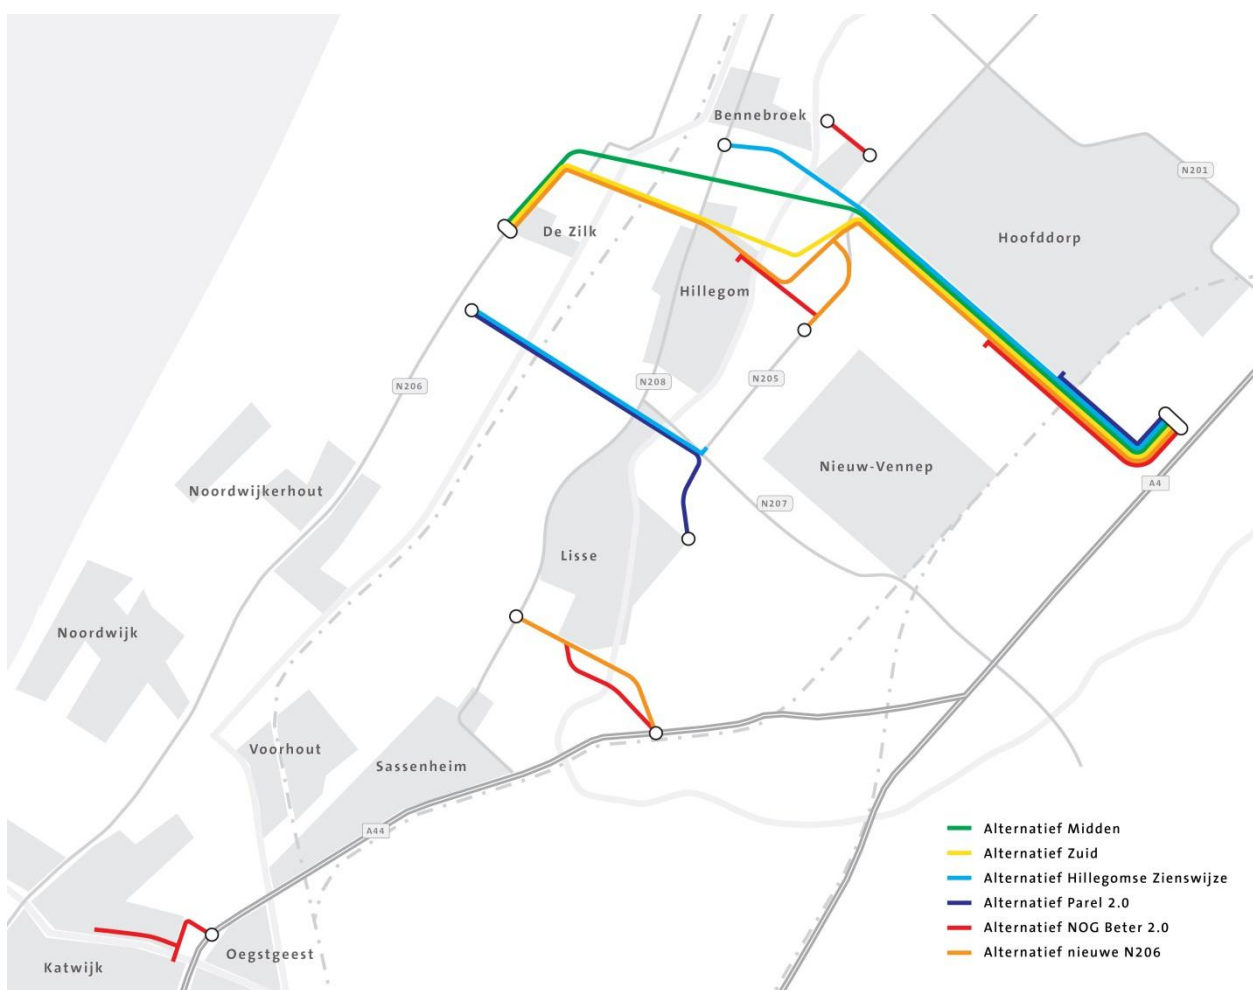 Bennebroek
N201
De Zilk
Hoofddorp
Hillegom
N206
N208
N205
Nieuw-Vennep
A4
Noordwijkerhout
N207
Lisse
Noordwijk
Voorhout
Sassenheim
A44
Oegstgeest
Katwijk
Alternatief Midden
Alternatief Zuid
Alternatief Hillegomse Zienswijze
Alternatief Parel 2.0
Alternatief NOG Beter 2.0
Alternatief nieuwe N206